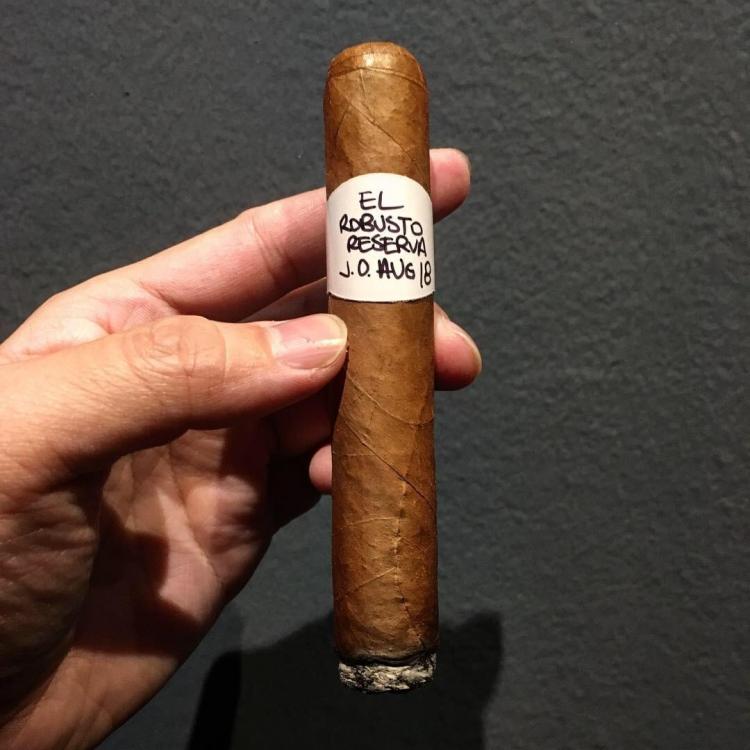 EL
ROBUSTO
RESERVA
J.O. AUG 18